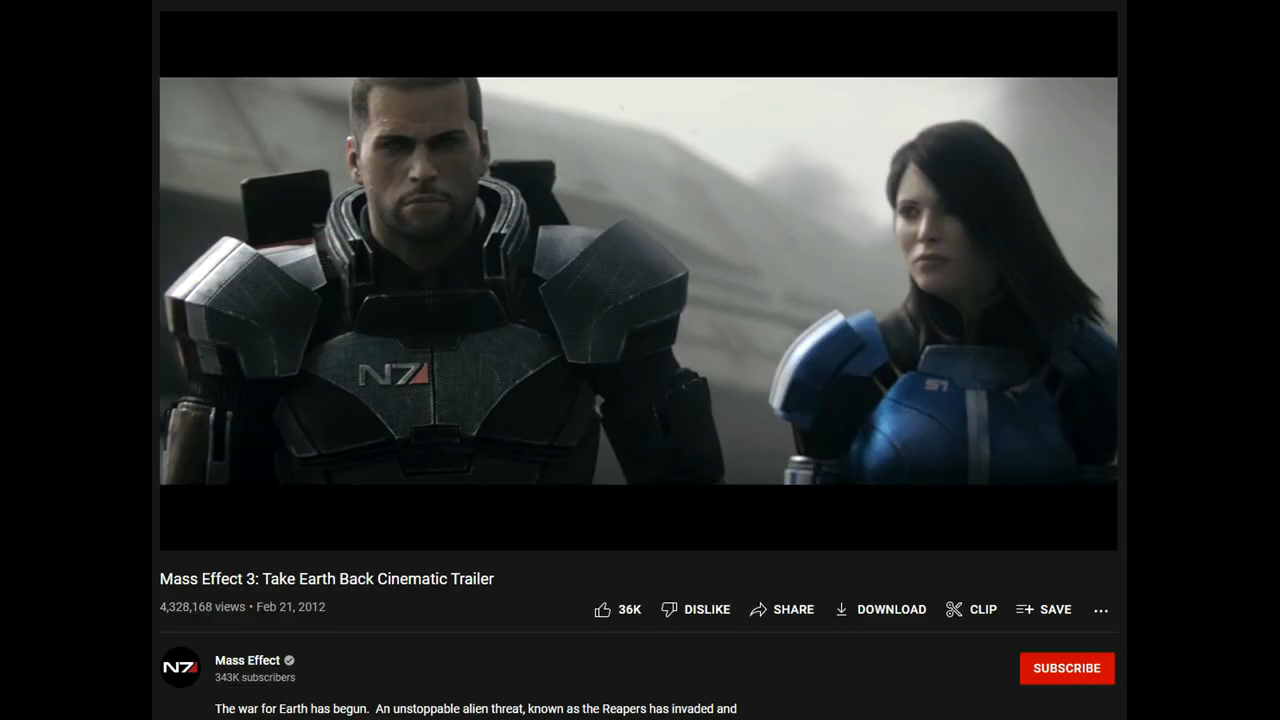 N7
57
Mass Effect 3: Take Earth Back Cinematic Trailer
4,328,168 views • Feb 21, 2012
36K DISLIKE SHARE DOWNLOAD CLIP SAVE ...
N7
Mass Effect
343K subscribers
SUBSCRIBE
The war for Earth has begun. An unstoppable alien threat, known as the Reapers has invaded and